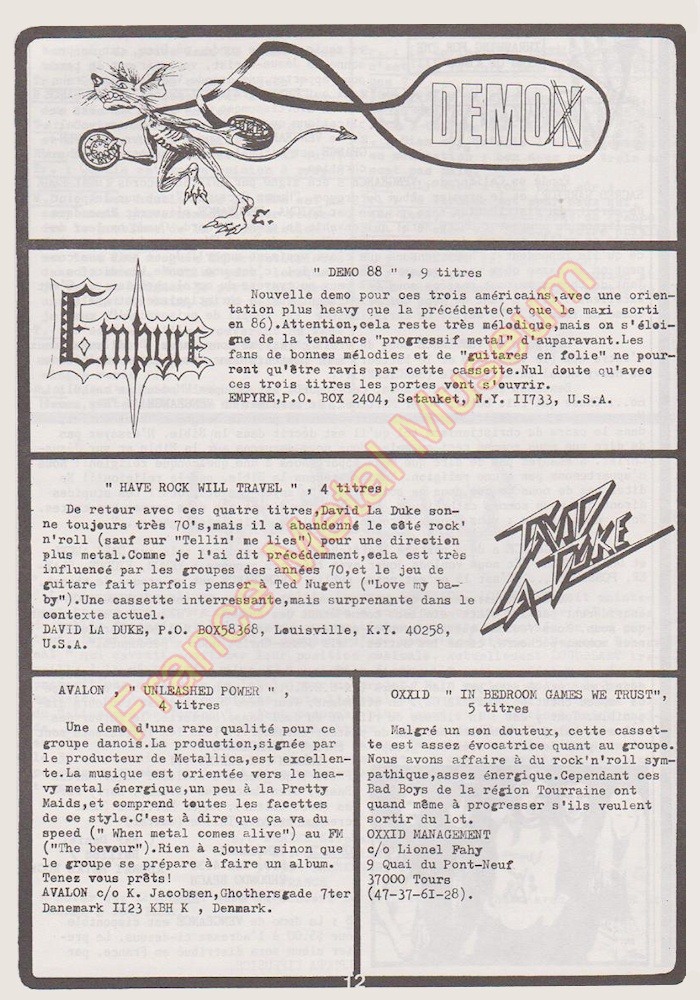 DEMOX
E.
Empyre
" DEMO 88 " , 9 titres
Nouvelle demo pour ces trois américains,avec une orien-
tation plus heavy que la précédente(et que le maxi sorti
en 86).Attention,cela reste très mélodique,mais on s'éloi-
gne de la tendance "progressif metal" d'auparavant.Les
fans de bonnes mélodies et de "guitares en folie" ne pour-
ront qu'être ravis par cette cassette.Nul doute qu'avec
ces trois titres les portes vont s'ouvrir.
EMPYRE,P.O. BOX 2404, Setauket, N.Y. II733, U.S.A.
" HAVE ROCK WILL TRAVEL " , 4 titres
De retour avec ces quatre titres,David La Duke son-
ne toujours très 70's,mais il a abandonné le côté rock'
n'roll (sauf sur "Tellin' me lies") pour une direction
plus metal.Comme je l'ai dit précédemment,cela est très
influencé par les groupes des années 70,et le jeu de
guitare fait parfois penser à Ted Nugent ("Love my ba-
by").Une cassette interressante,mais surprenante dans le
contexte actuel.
DAVID LA DUKE, P.O. BOX58368, Louisville, K.Y. 40258,
U.S.A.
DAVID
LA DUKE
AVALON , " UNLEASHED POWER " ,
4 titres
Une demo d'une rare qualité pour ce
groupe danois.La production,signée par
le producteur de Metallica,est excellen-
te.La musique est orientée vers le hea-
vy metal énergique,un peu à la Pretty
Maids,et comprend toutes les facettes
de ce style.C'est à dire que ça va du
speed (" When metal comes alive") au FM
("The bevour").Rien à ajouter sinon que
le groupe se prépare à faire un album.
Tenez vous prêts!
AVALON c/o K. Jacobsen,Ghothersgade 7ter
Danemark II23 KBH K , Denmark.
OXXID " IN BEDROOM GAMES WE TRUST",
5 titres
Malgré un son douteux, cette casset-
te est assez évocatrice quant au groupe.
Nous avons affaire à du rock'n'roll sym-
pathique,assez énergique.Cependant ces
Bad Boys de la région Tourraine ont
quand même à progresser s'ils veulent
sortir du lot.
OXXID MANAGEMENT
c/o Lionel Fahy
9 Quai du Pont-Neuf
37000 Tours
(47-37-61-28).
12
France Metal Museum